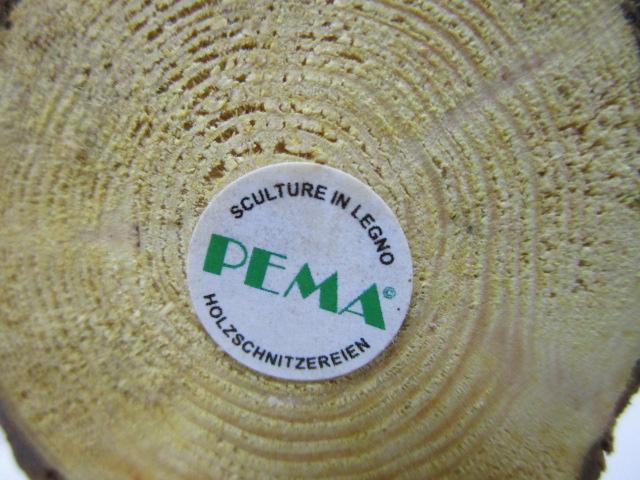 SCULTURE IN LEGNO
PEMA©
HOLZSCHNITZEREIEN